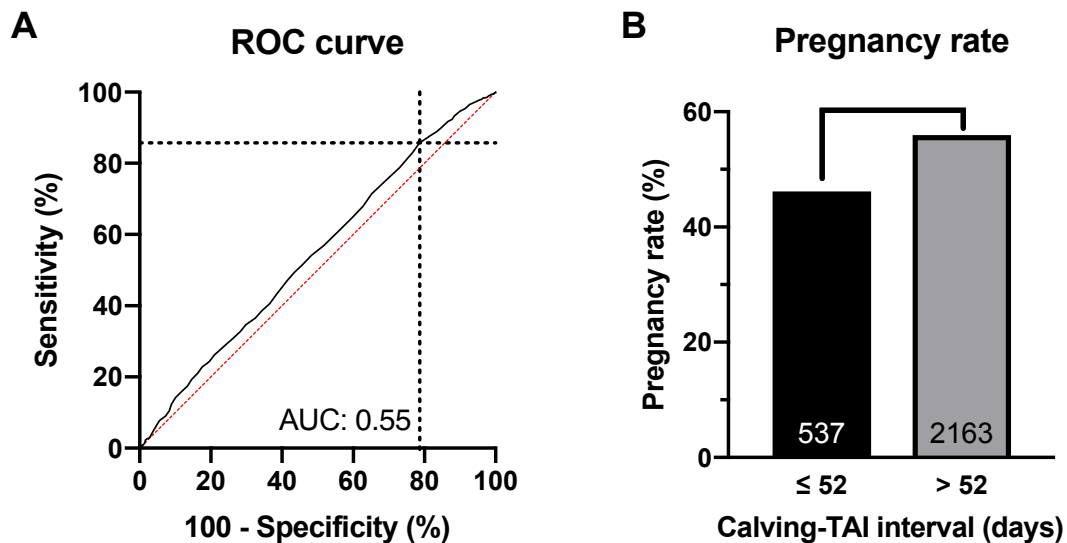 A
ROC curve
Sensitivity (%)
100
80
60
40
20
0
AUC: 0.55
0 20 40 60 80 100
100 - Specificity (%)
B
Pregnancy rate
Pregnancy rate (%)
60
40
20
0
537 2163
≤ 52 > 52
Calving-TAI interval (days)